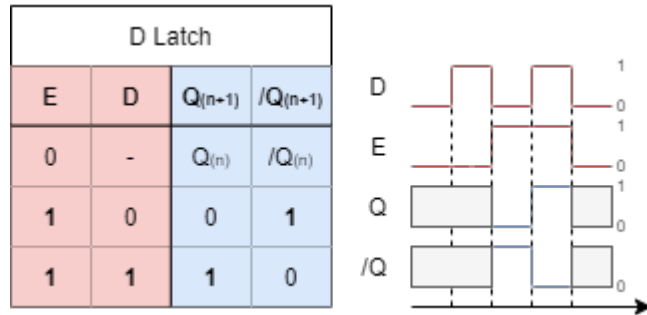 D Latch
E D Q(n+1) /Q(n+1)
0 - Q(n) /Q(n)
1 0 0 1
1 1 1 0
D 1
0
E 1
0
Q 1
0
/Q
0